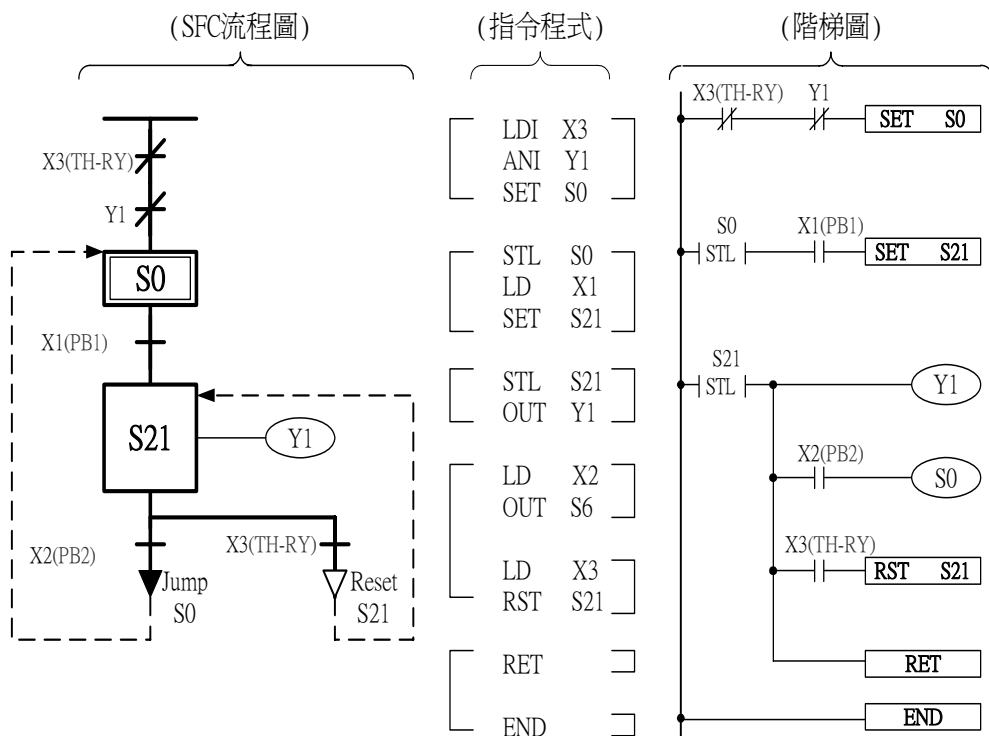 (SFC流程圖)
X3(TH-RY)
Y1
S0
X1(PB1)
S21
Y1
X2(PB2)
X3(TH-RY)
Jump
S0
Reset
S21
(指令程式)
LDI X3
ANI Y1
SET S0
STL S0
LD X1
SET S21
STL S21
OUT Y1
LD X2
OUT S6
LD X3
RST S21
RET
END
(階梯圖)
X3(TH-RY) Y1
SET S0
S0 X1(PB1)
STL SET S21
S21
STL Y1
X2(PB2)
S0
X3(TH-RY)
RST S21
RET
END